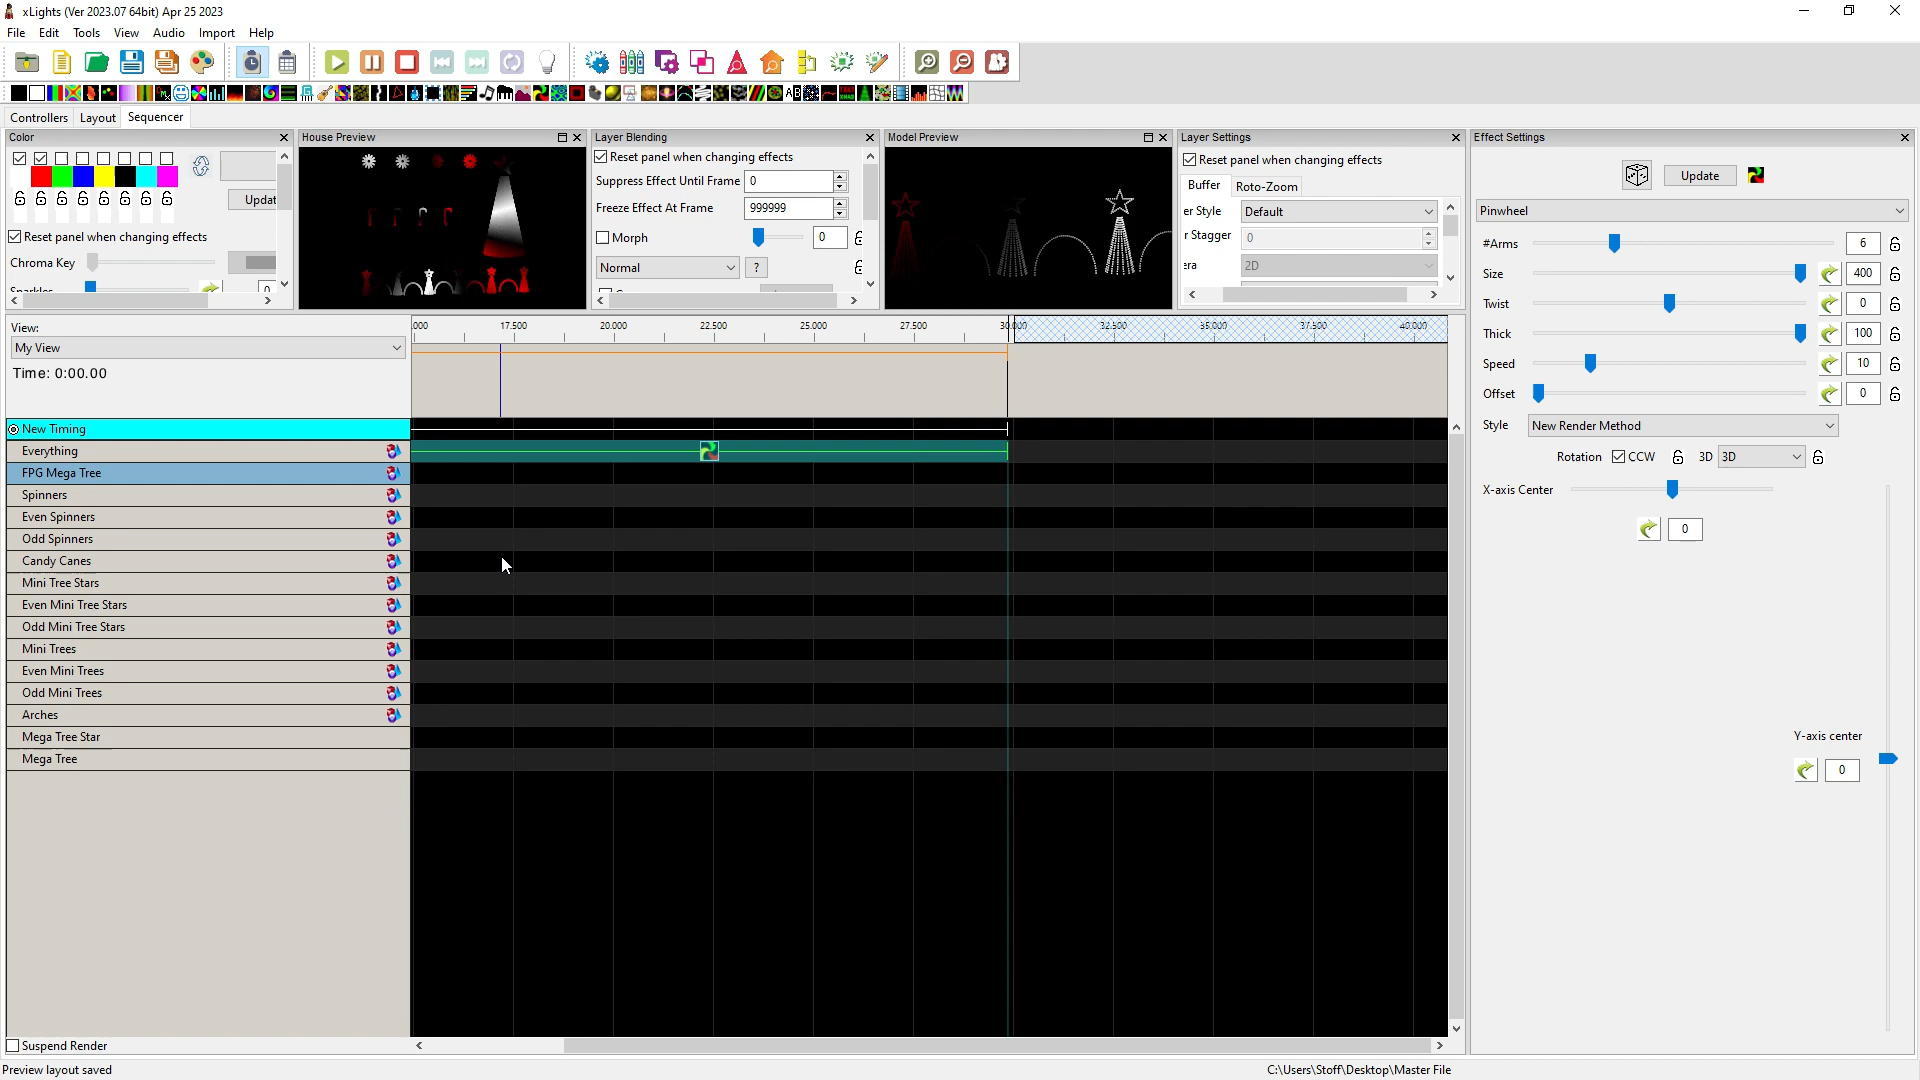 xLights (Ver 2023.07 64bit) Apr 25 2023
File Edit Tools View Audio Import Help
Controllers Layout Sequencer
Color
House Preview
Layer Blending
Model Preview
Layer Settings
Effect Settings
Reset panel when changing effects
Chroma Key
Updat
0
Reset panel when changing effects
Suppress Effect Until Frame 0
Freeze Effect At Frame 999999
Morph 0
Normal ?
Reset panel when changing effects
Buffer Roto-Zoom
er Style Default
r Stagger 0
era 2D
Update
Pinwheel
#Arms 6
Size 400
Twist 0
Thick 100
Speed 10
Offset 0
Style New Render Method
Rotation CCW 3D 3D
X-axis Center
0
Y-axis center
0
View:
My View
Time: 0:00.00
.000 17.500 20.000 22.500 25.000 27.500 30.000 32.500 35.000 37.500 40.000
New Timing
Everything
FPG Mega Tree
Spinners
Even Spinners
Odd Spinners
Candy Canes
Mini Tree Stars
Even Mini Tree Stars
Odd Mini Tree Stars
Mini Trees
Even Mini Trees
Odd Mini Trees
Arches
Mega Tree Star
Mega Tree
Suspend Render
Preview layout saved
C:\Users\Stoff\Desktop\Master File